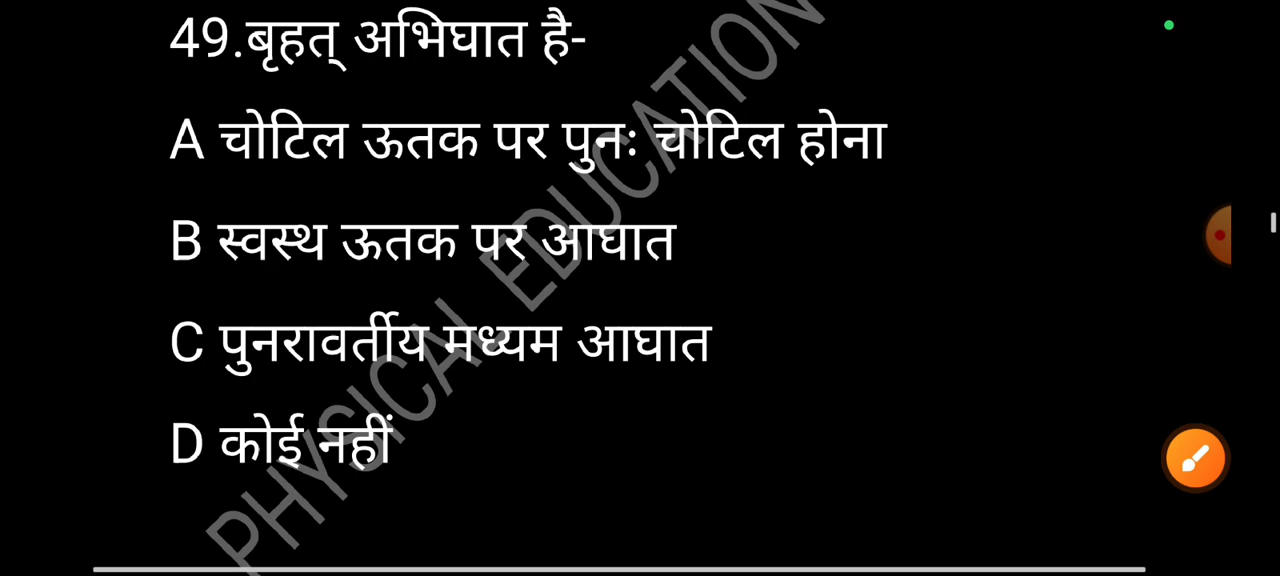 49.बृहत् अभिघात है-
A चोटिल ऊतक पर पुनः चोटिल होना
B स्वस्थ ऊतक पर आघात
C पुनरावर्तीय मध्यम आघात
D कोई नहीं
PHYSICAL EDUCATION